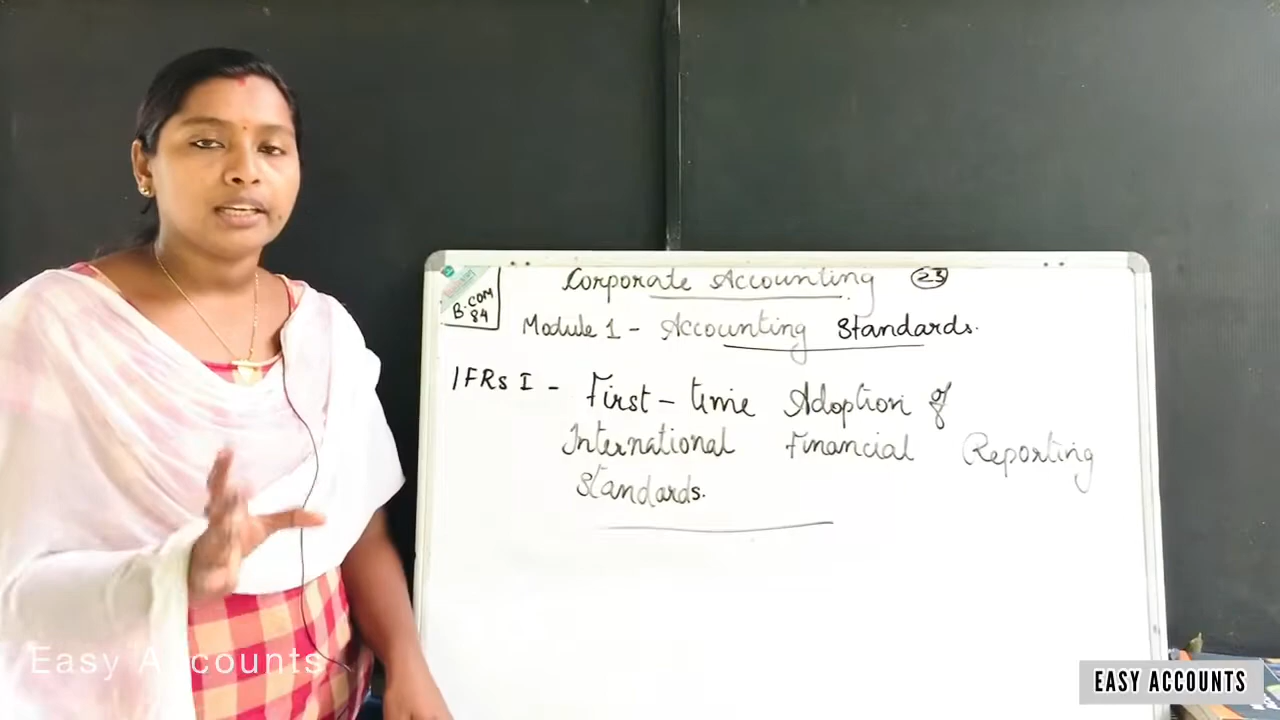 Corporate Accounting 23
B.COM
84
Module 1 - Accounting Standards.
IFRS I - First-time Adoption of
International Financial Reporting
Standards.
Easy Accounts
EASY ACCOUNTS